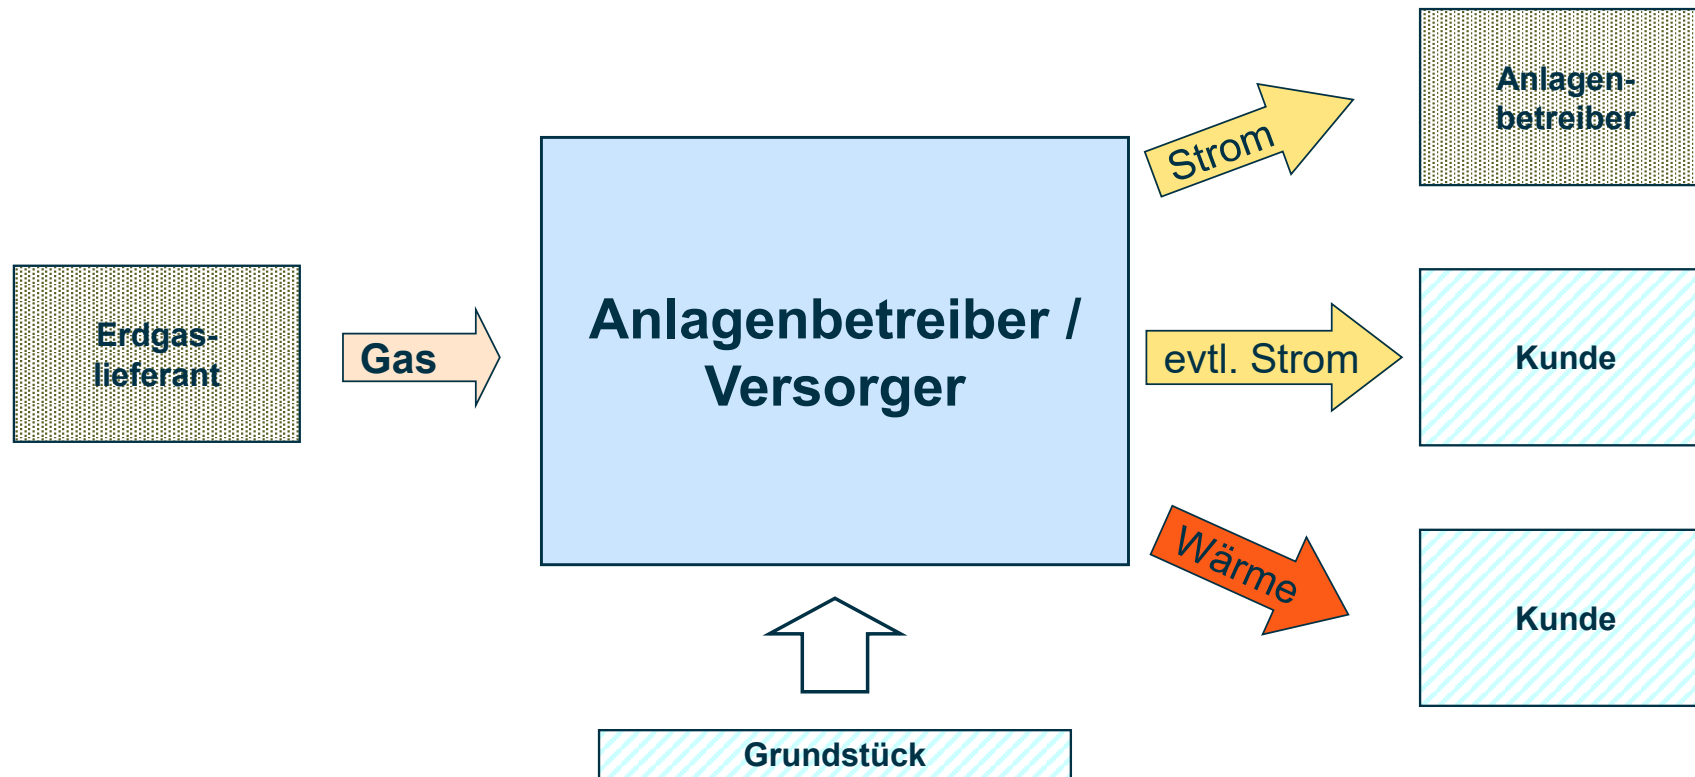 Anlagen-
betreiber
Strom
Erdgas-
lieferant
Gas
Anlagenbetreiber /
Versorger
evtl. Strom
Kunde
Wärme
Kunde
Grundstück